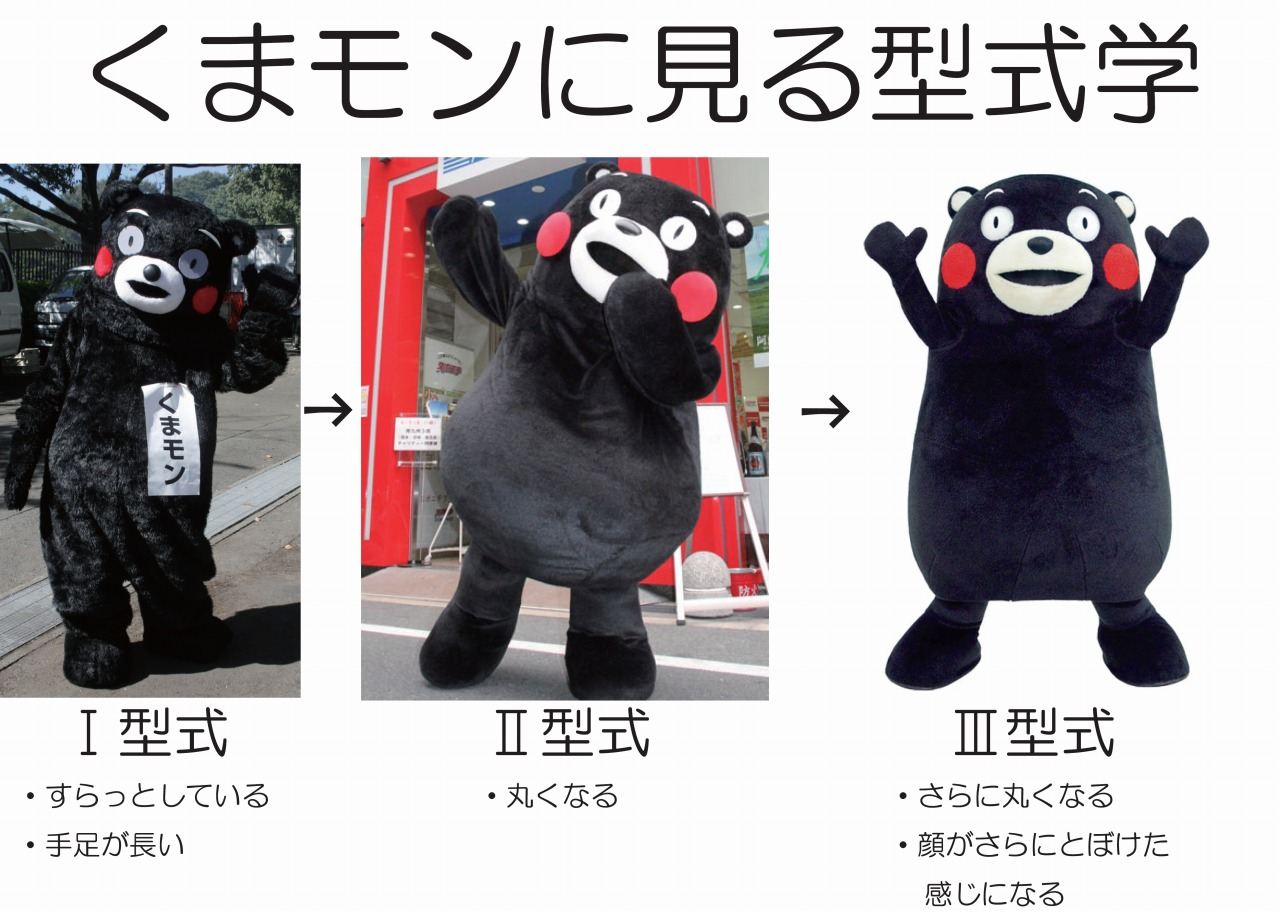 くまモンに見る型式学
くまモン
防火
Ⅰ型式
Ⅱ型式
Ⅲ型式
・すらっとしている
・手足が長い
・丸くなる
・さらに丸くなる
・顔がさらにとぼけた
感じになる